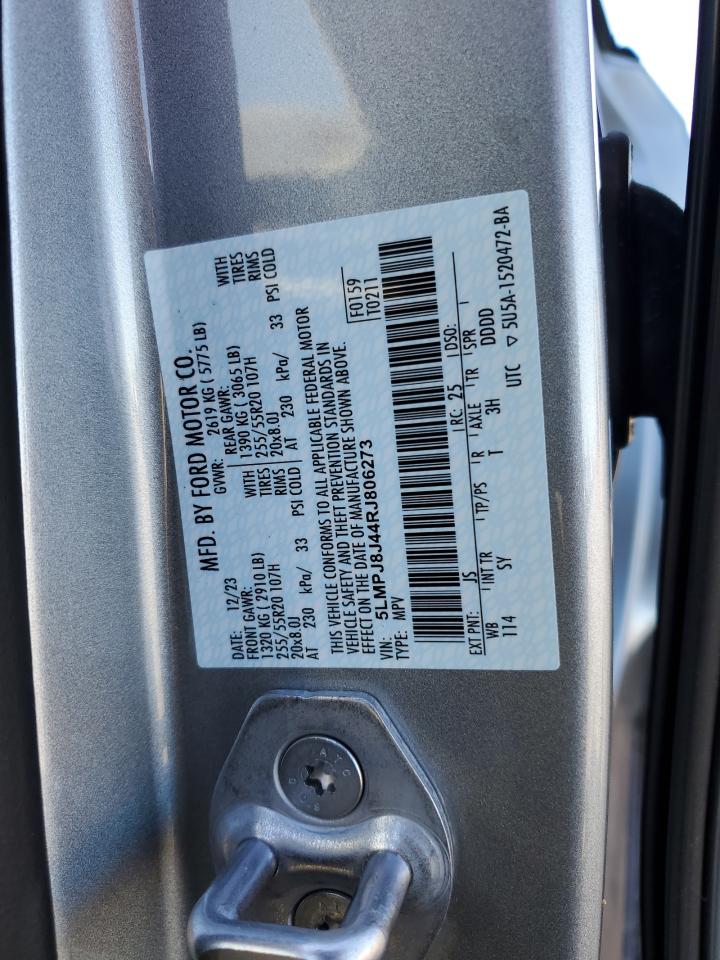 MFD. BY FORD MOTOR CO.
DATE: 12/23 GVWR: 2619 KG ( 5775 LB)
FRONT GAWR: WITH REAR GAWR: WITH
1320 KG ( 2910 LB) TIRES 1390 KG ( 3065 LB) TIRES
255/55R20 107H RIMS 255/55R20 107H RIMS
20x8.0J 20x8.0J
AT 230 kPa/ 33 PSI COLD AT 230 kPa/ 33 PSI COLD
THIS VEHICLE CONFORMS TO ALL APPLICABLE FEDERAL MOTOR
VEHICLE SAFETY AND THEFT PREVENTION STANDARDS IN
EFFECT ON THE DATE OF MANUFACTURE SHOWN ABOVE.
VIN: 5LMPJ8J44RJ806273 F0159
TYPE: MPV T0211
EXT PNT: JS RC: 25 DSO:
WB INT TR TP/PS R AXLE TR SPR
114 SY T 3H DDDD
UTC ▽ 5U5A-1520472-BA